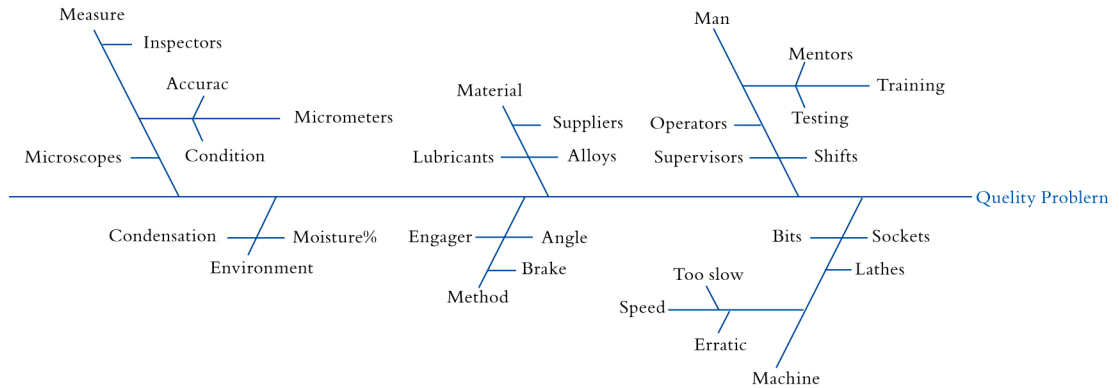 Measure
Inspectors
Accurac
Micrometers
Condition
Microscopes
Material
Suppliers
Lubricants
Alloys
Man
Mentors
Training
Testing
Operators
Supervisors
Shifts
Quelity Problern
Condensation
Moisture%
Environment
Engager
Angle
Brake
Method
Bits
Sockets
Lathes
Too slow
Speed
Erratic
Machine